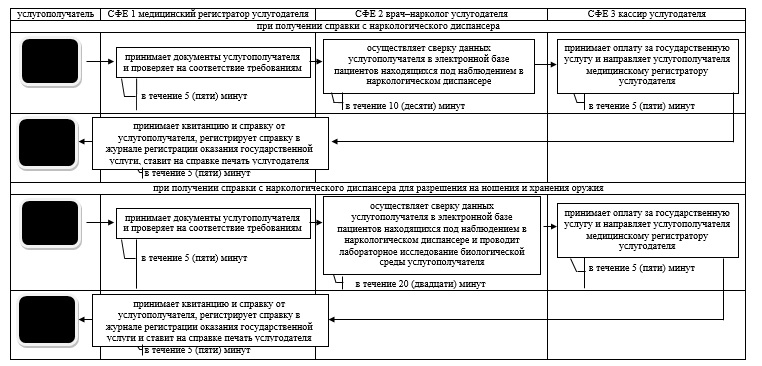 услугополучатель
СФЕ 1 медицинский регистратор услугодателя
СФЕ 2 врач–нарколог услугодателя
СФЕ 3 кассир услугодателя
при получении справки с наркологического диспансера
принимает документы услугополучателя
и проверяет на соответствие требованиям
в течение 5 (пяти) минут
осуществляет сверку данных
услугополучателя в электронной базе
пациентов находящихся под наблюдением в
наркологическом диспансере
в течение 10 (десяти) минут
принимает оплату за государственную
услугу и направляет услугополучателя
медицинскому регистратору
услугодателя
в течение 5 (пяти) минут
принимает квитанцию и справку от
услугополучателя, регистрирует справку в
журнале регистрации оказания государственной
услуги, ставит на справке печать услугодателя
в течение 5 (пяти) минут
при получении справки с наркологического диспансера для разрешения на ношения и хранения оружия
принимает документы услугополучателя
и проверяет на соответствие требованиям
в течение 5 (пяти) минут
осуществляет сверку данных
услугополучателя в электронной базе
пациентов находящихся под наблюдением в
наркологическом диспансере и проводит
лабораторное исследование биологической
среды услугополучателя
в течение 20 (двадцати) минут
принимает оплату за государственную
услугу и направляет услугополучателя
медицинскому регистратору
услугодателя
в течение 5 (пяти) минут
принимает квитанцию и справку от
услугополучателя, регистрирует справку в
журнале регистрации оказания государственной
услуги и ставит на справке печать услугодателя
в течение 5 (пяти) минут